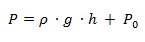 P = ρ · g · h + P₀